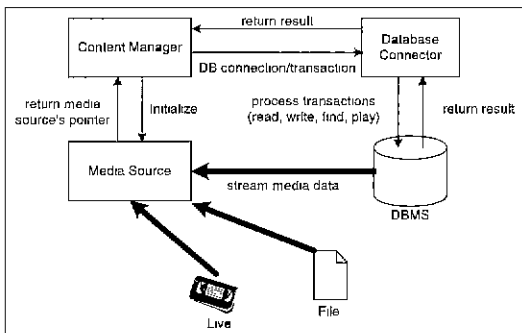 return result
Content Manager
Database
Connector
DB connection/transaction
return media
source's pointer
Initialize
process transactions
(read, write, find, play)
return result
Media Source
stream media data
DBMS
File
Live